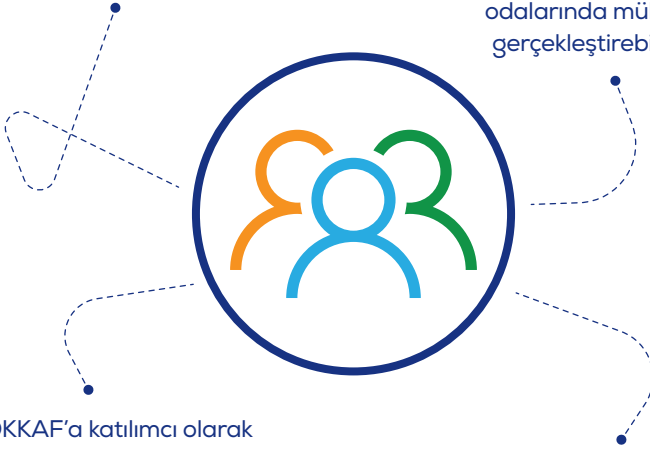 odalarında mü
gerçekleştirebi
KKAF'a katılımcı olarak